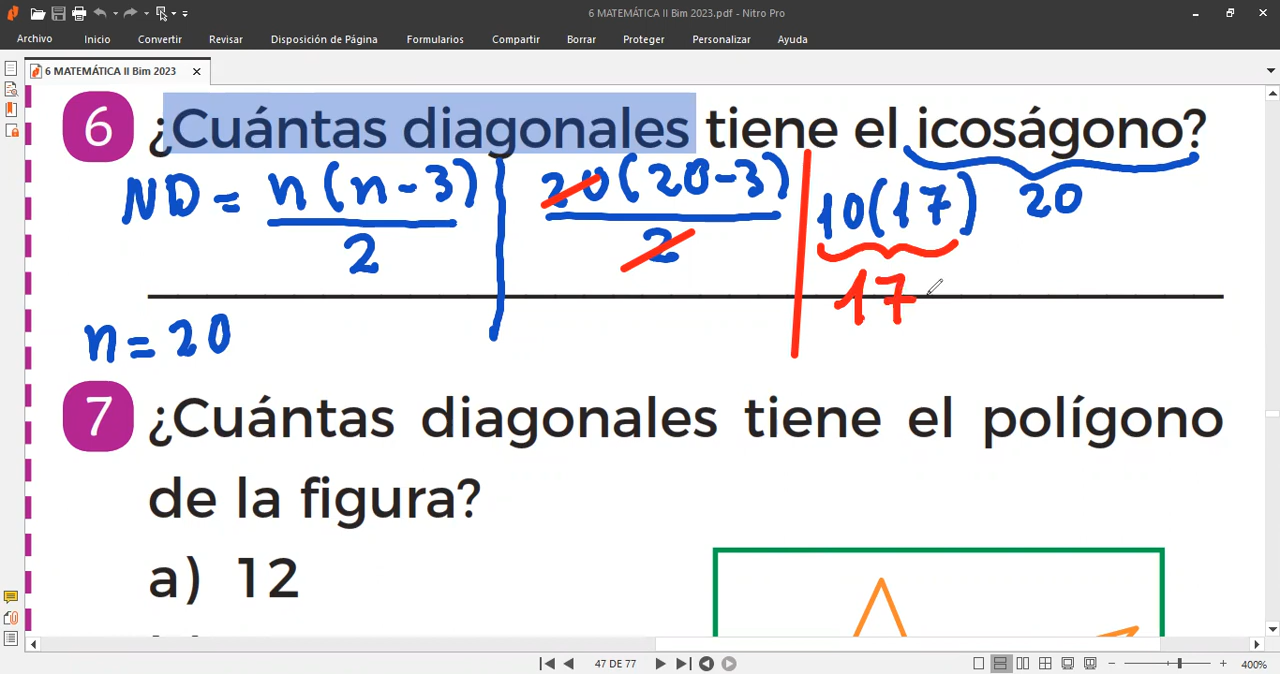 6 MATEMÁTICA II Bim 2023.pdf - Nitro Pro
Archivo Inicio Convertir Revisar Disposición de Página Formularios Compartir Borrar Proteger Personalizar Ayuda
6 MATEMÁTICA II Bim 2023
6 ¿Cuántas diagonales tiene el icoságono?
ND = n(n-3)/2 20(20-3)/2 10(17) 20
17
n = 20
7 ¿Cuántas diagonales tiene el polígono
de la figura?
a) 12
47 DE 77
400%